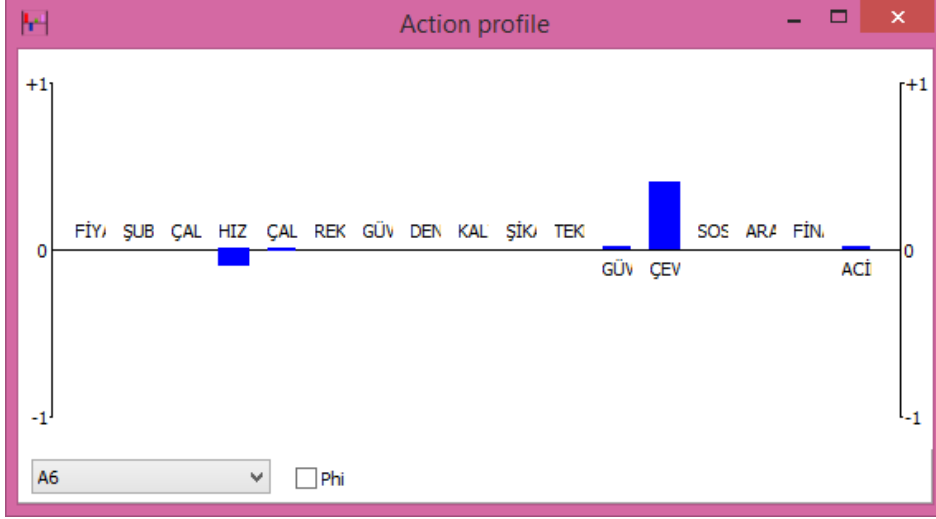 Action profile
+1 +1
FİY ŞUB ÇAL HIZ ÇAL REK GÜV DEN KAL ŞİK TEK SOS ARA FİN
0 0
GÜV ÇEV ACİ
-1 -1
A6 Phi